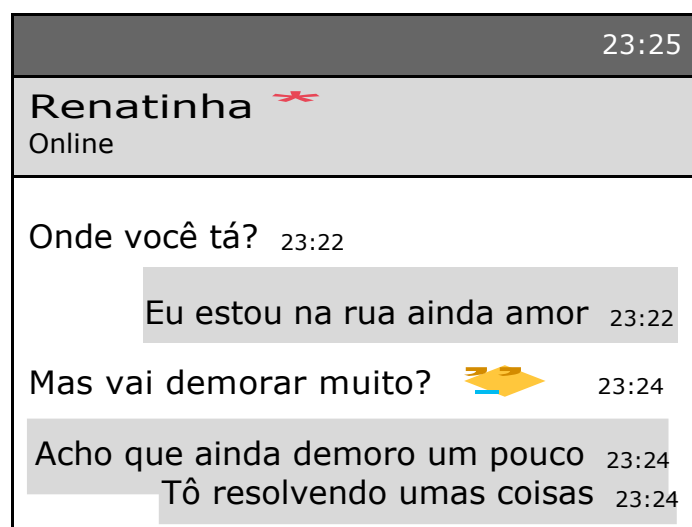 23:25
Renatinha
Online
Onde você tá? 23:22
Eu estou na rua ainda amor 23:22
Mas vai demorar muito? 23:24
Acho que ainda demoro um pouco 23:24
Tô resolvendo umas coisas 23:24